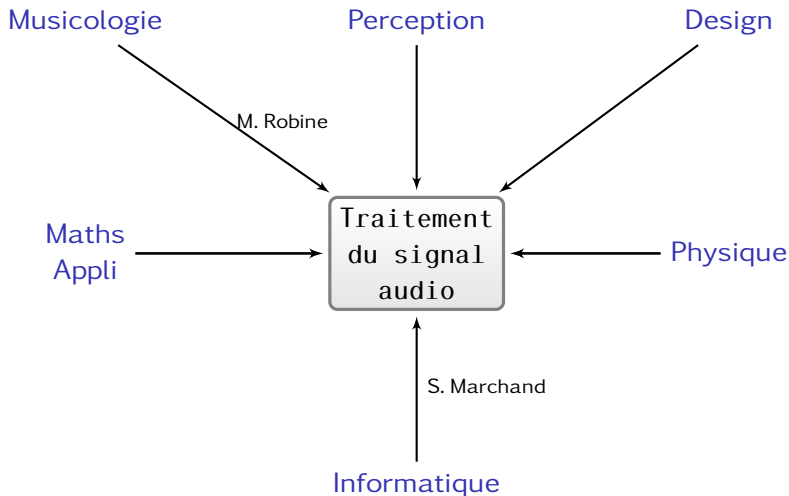 Musicologie
Perception
Design
M. Robine
Traitement
du signal
audio
Maths
Appli
Physique
S. Marchand
Informatique